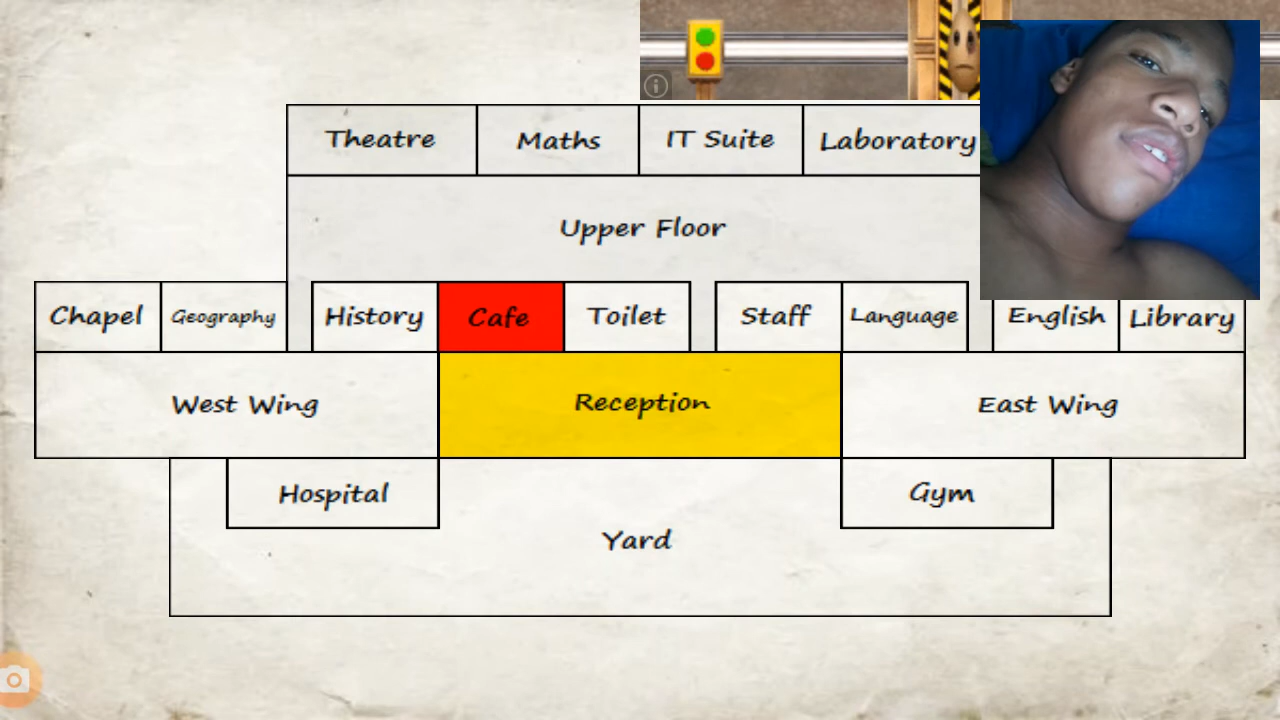 Theatre Maths IT Suite Laboratory
Upper Floor
Chapel Geography History Cafe Toilet Staff Language English Library
West Wing Reception East Wing
Hospital Gym
Yard